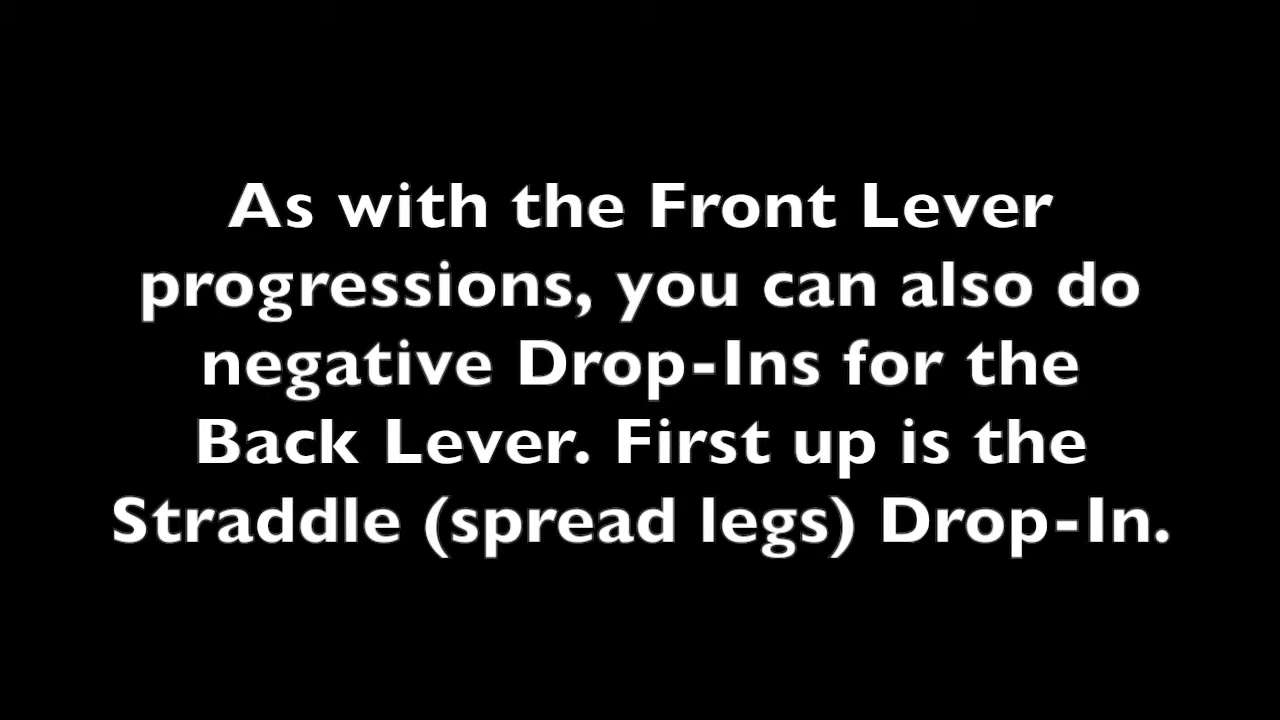 As with the Front Lever
progressions, you can also do
negative Drop-Ins for the
Back Lever. First up is the
Straddle (spread legs) Drop-In.